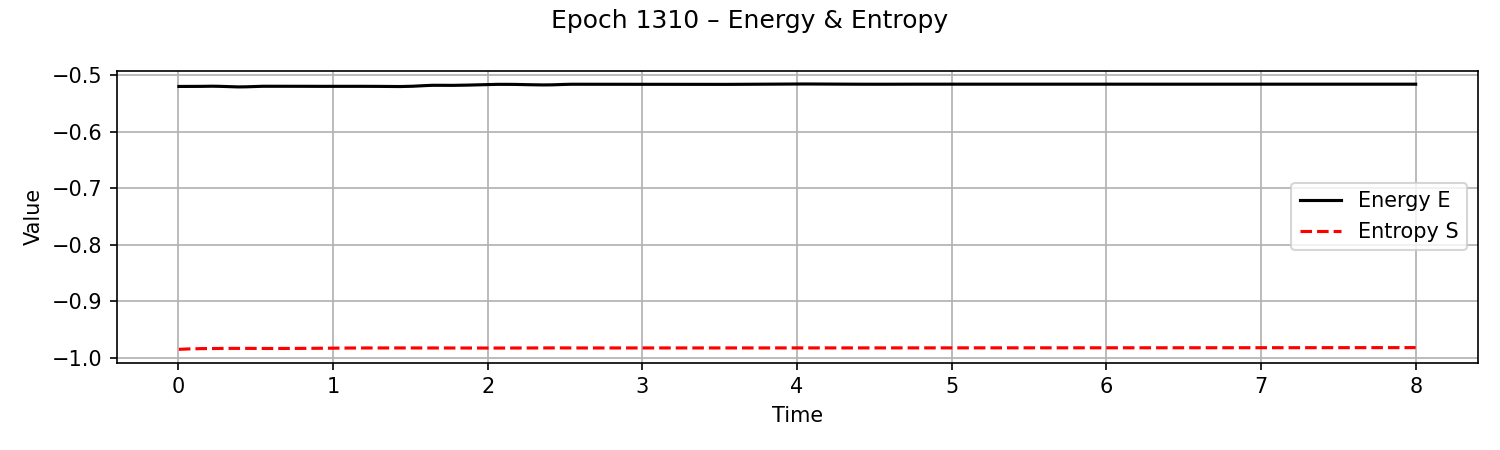 Epoch 1310 – Energy & Entropy
Value
−0.5
−0.6
−0.7
−0.8
−0.9
−1.0
Energy E
Entropy S
0 1 2 3 4 5 6 7 8
Time